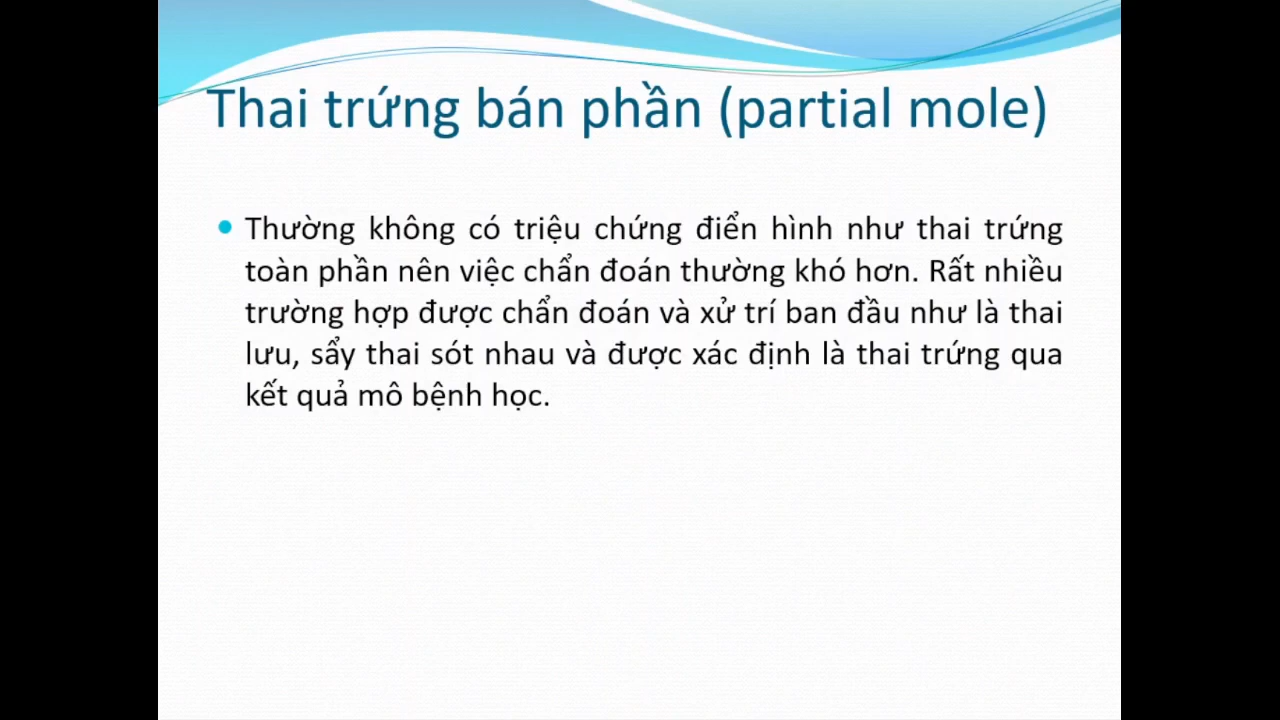 Thai trứng bán phần (partial mole)
Thường không có triệu chứng điển hình như thai trứng
toàn phần nên việc chẩn đoán thường khó hơn. Rất nhiều
trường hợp được chẩn đoán và xử trí ban đầu như là thai
lưu, sẩy thai sót nhau và được xác định là thai trứng qua
kết quả mô bệnh học.